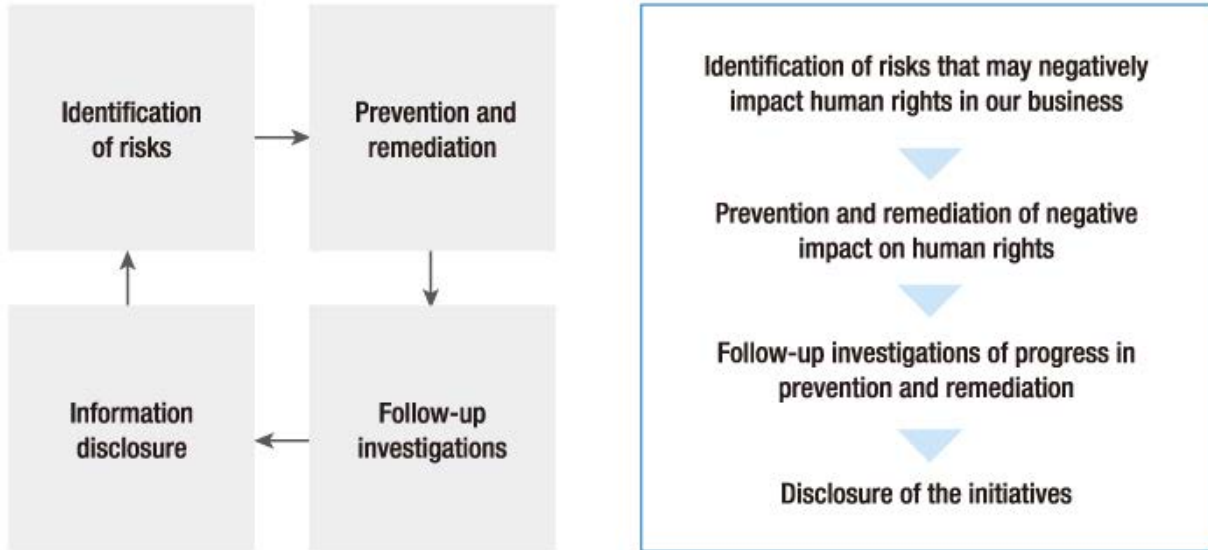 Identification
of risks
Prevention and
remediation
Information
disclosure
Follow-up
investigations
Identification of risks that may negatively
impact human rights in our business
Prevention and remediation of negative
impact on human rights
Follow-up investigations of progress in
prevention and remediation
Disclosure of the initiatives